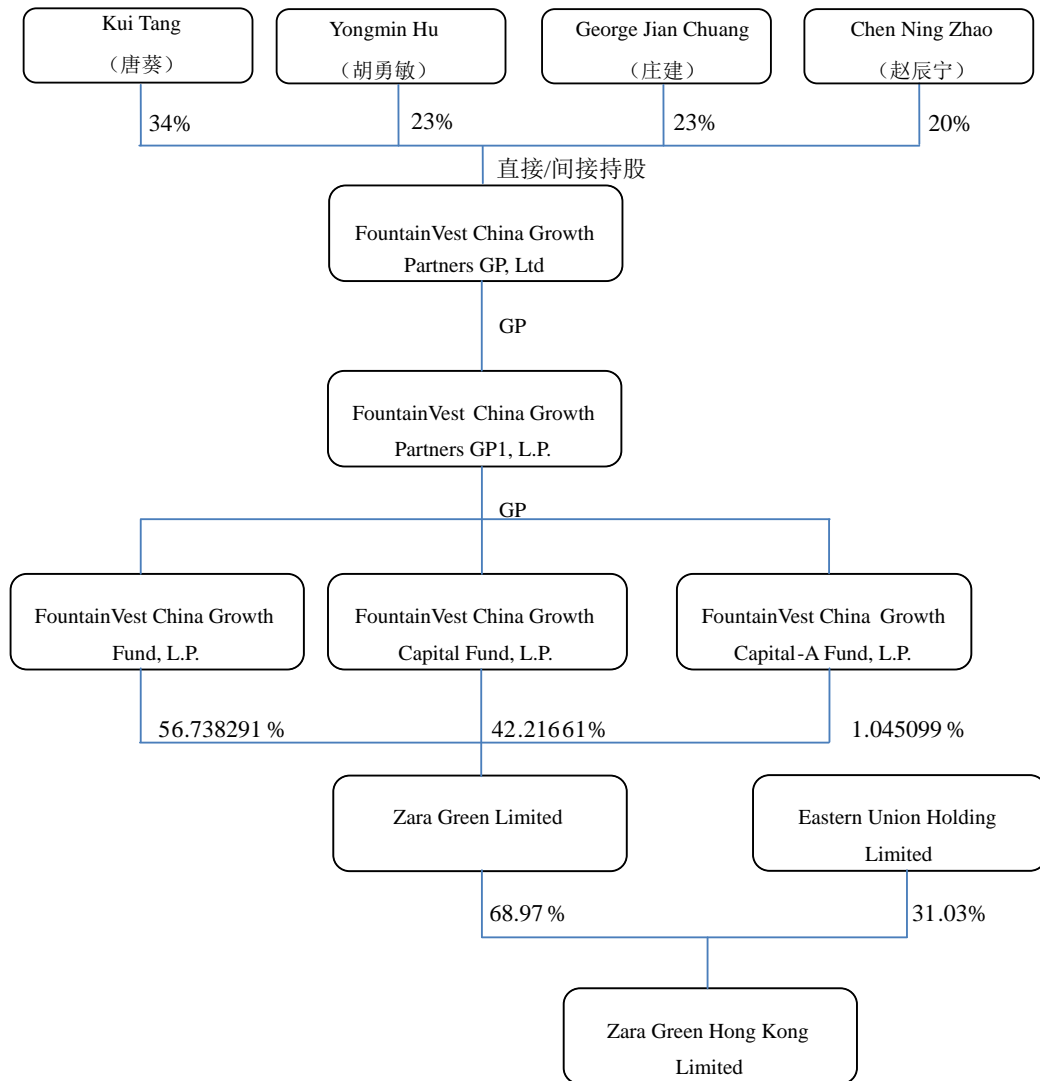 Kui Tang
（唐葵）
Yongmin Hu
（胡勇敏）
George Jian Chuang
（庄建）
Chen Ning Zhao
（赵辰宁）
34%
23%
23%
20%
直接/间接持股
FountainVest China Growth
Partners GP, Ltd
GP
FountainVest China Growth
Partners GP1, L.P.
GP
FountainVest China Growth
Fund, L.P.
FountainVest China Growth
Capital Fund, L.P.
FountainVest China Growth
Capital-A Fund, L.P.
56.738291%
42.21661%
1.045099%
Zara Green Limited
Eastern Union Holding
Limited
68.97%
31.03%
Zara Green Hong Kong
Limited